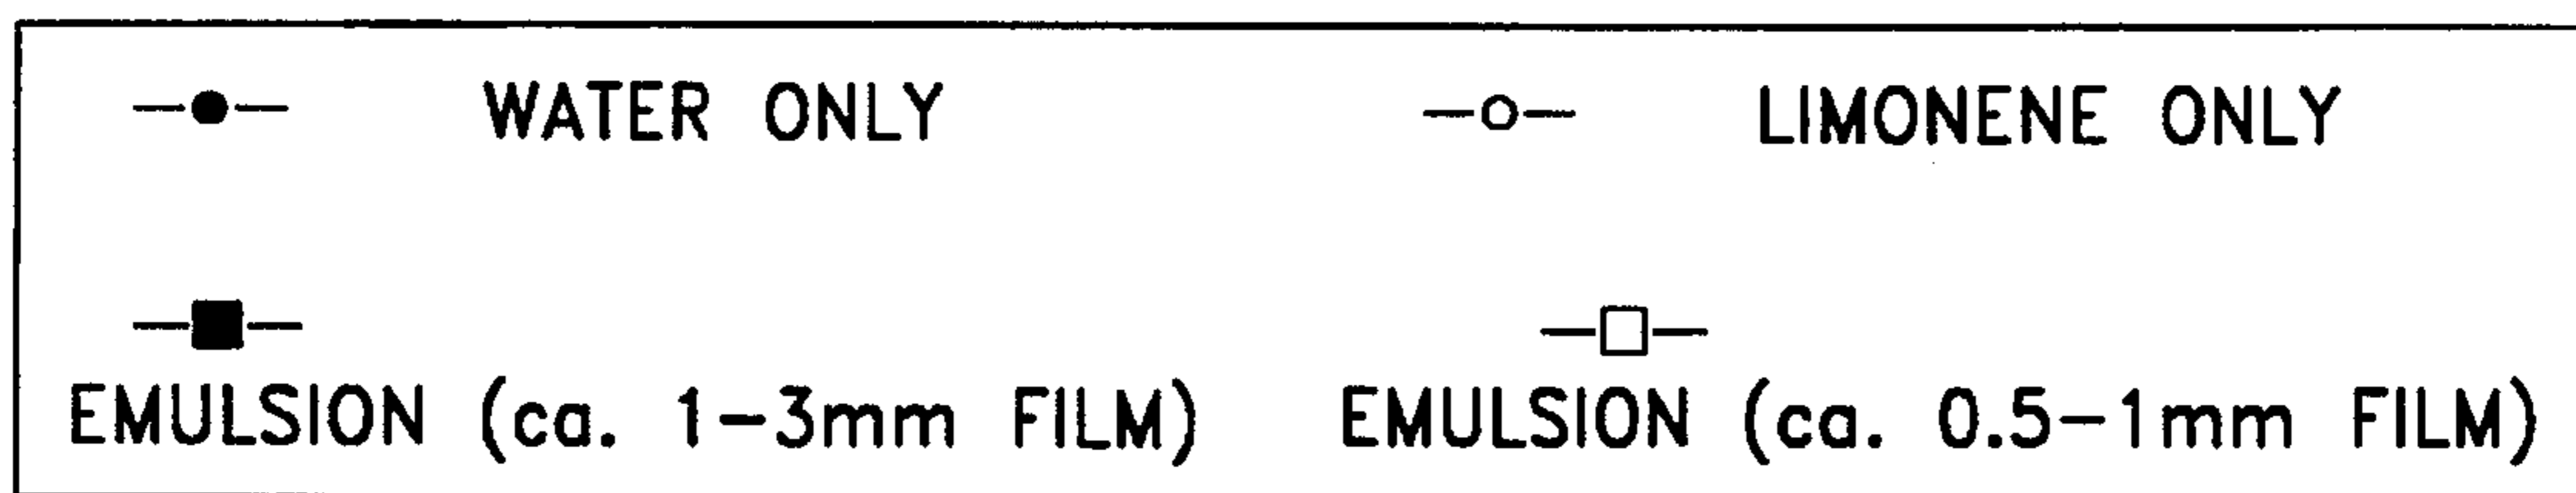 WATER ONLY
LIMONENE ONLY
EMULSION (ca. 1-3mm FILM)
EMULSION (ca. 0.5-1mm FILM)